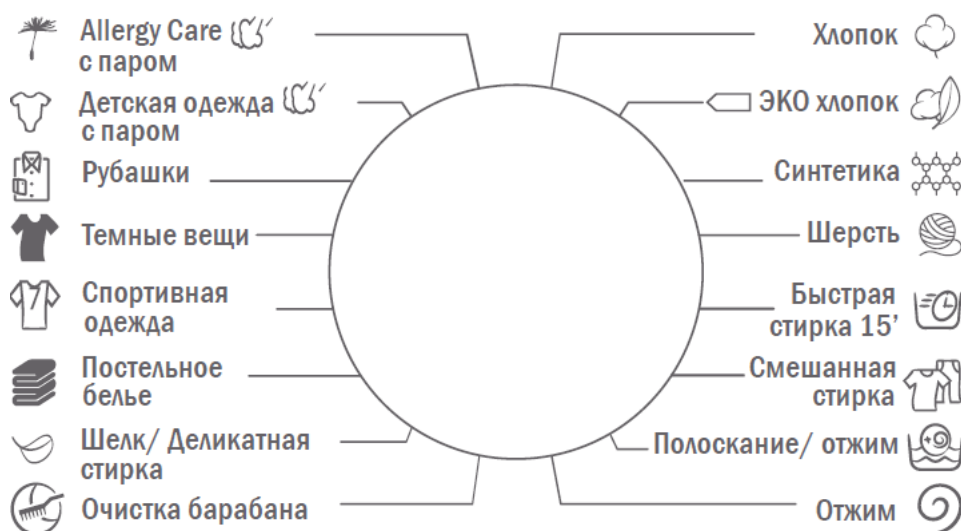 Allergy Care
с паром
Детская одежда
с паром
Рубашки
Темные вещи
Спортивная
одежда
Постельное
белье
Шелк/ Деликатная
стирка
Очистка барабана
Хлопок
ЭКО хлопок
Синтетика
Шерсть
Быстрая
стирка 15’
Смешанная
стирка
Полоскание/ отжим
Отжим